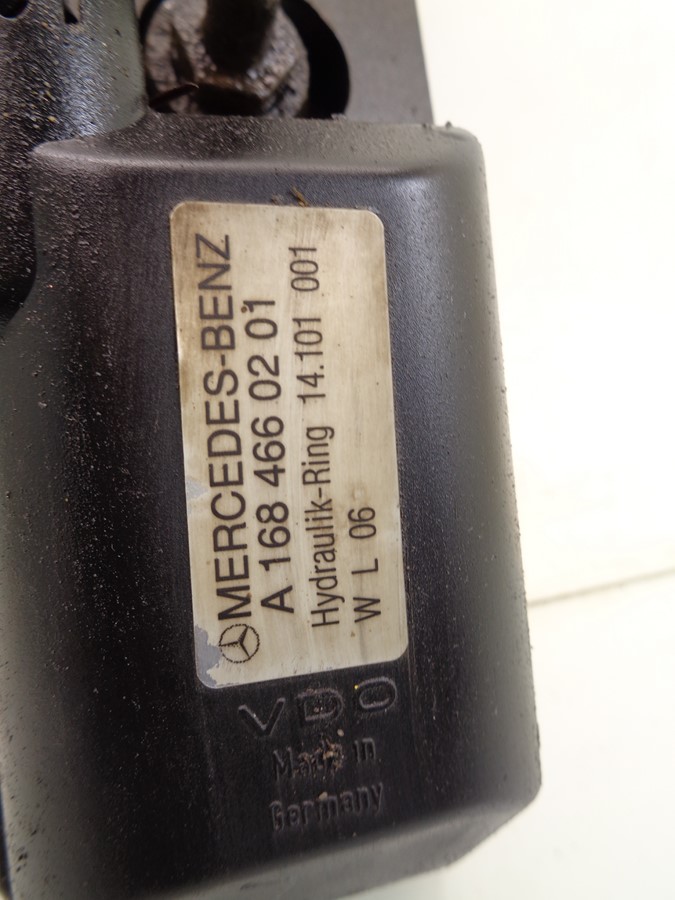 MERCEDES-BENZ
A 168 466 02 01
Hydraulik-Ring 14.101 001
W L 06
VDO
Made in
Germany